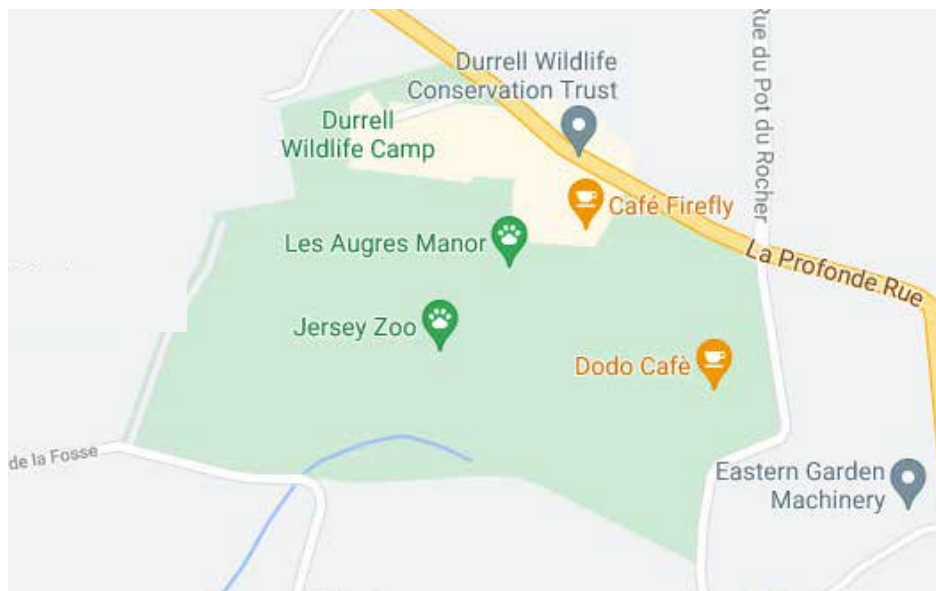 Durrell Wildlife
Conservation Trust
Rue du Pot du Rocher
Durrell
Wildlife Camp
Café Firefly
Les Augres Manor
La Profonde Rue
Jersey Zoo
Dodo Cafè
de la Fosse
Eastern Garden
Machinery